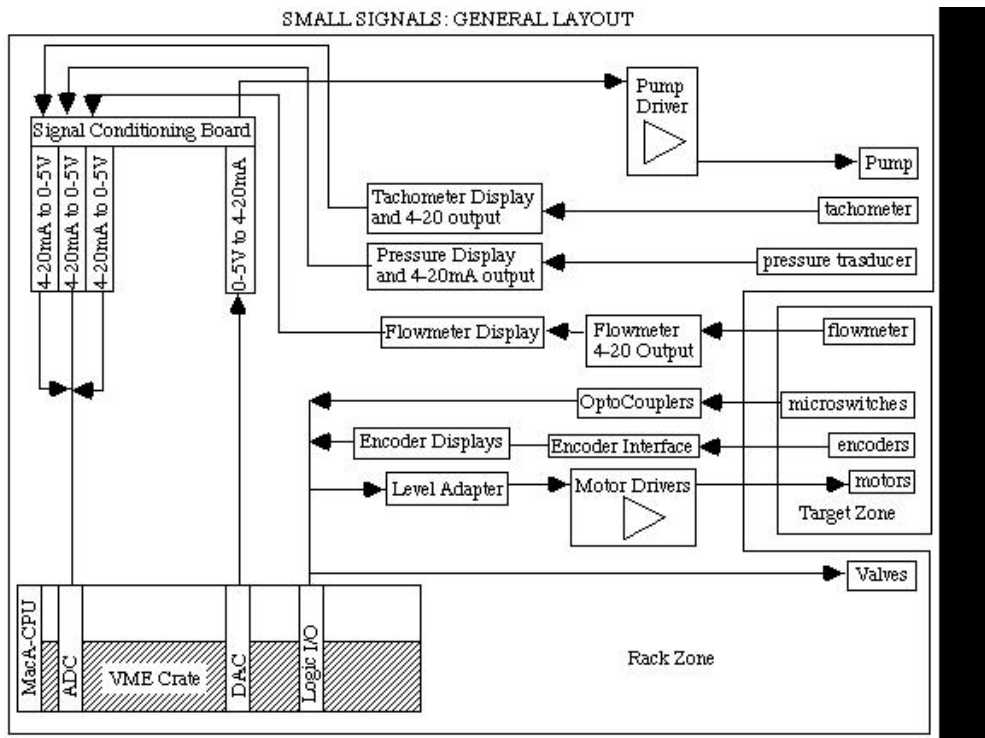 SMALL SIGNALS: GENERAL LAYOUT
Pump
Driver
Signal Conditioning Board
Pump
4-20mA to 0-5V
4-20mA to 0-5V
4-20mA to 0-5V
0-5V to 4-20mA
Tachometer Display
and 4-20 output
tachometer
Pressure Display
and 4-20mA output
pressure trasducer
Flowmeter Display
Flowmeter
4-20 Output
flowmeter
OptoCouplers
microswitches
Encoder Displays
Encoder Interface
encoders
Level Adapter
Motor Drivers
motors
Target Zone
Valves
MacA-CPU
ADC
VME Crate
DAC
Logic I/O
Rack Zone